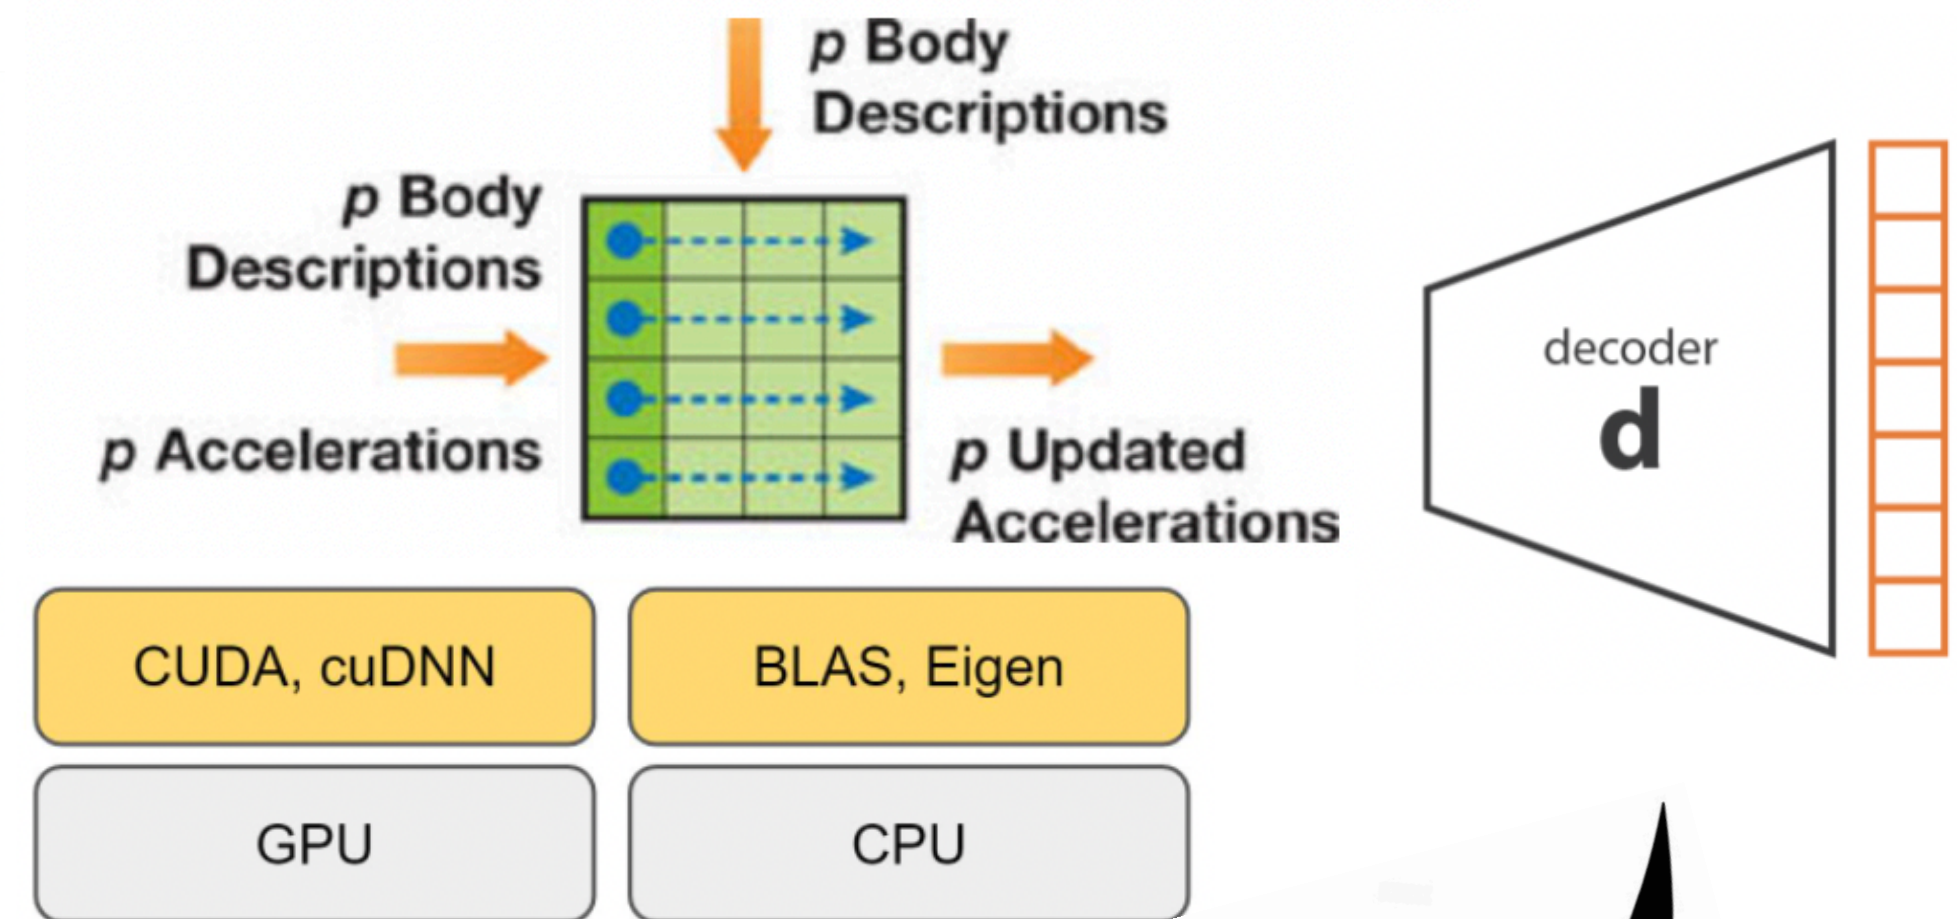 p Body
Descriptions
p Body
Descriptions
p Accelerations
p Updated
Accelerations
decoder
d
CUDA, cuDNN
BLAS, Eigen
GPU
CPU